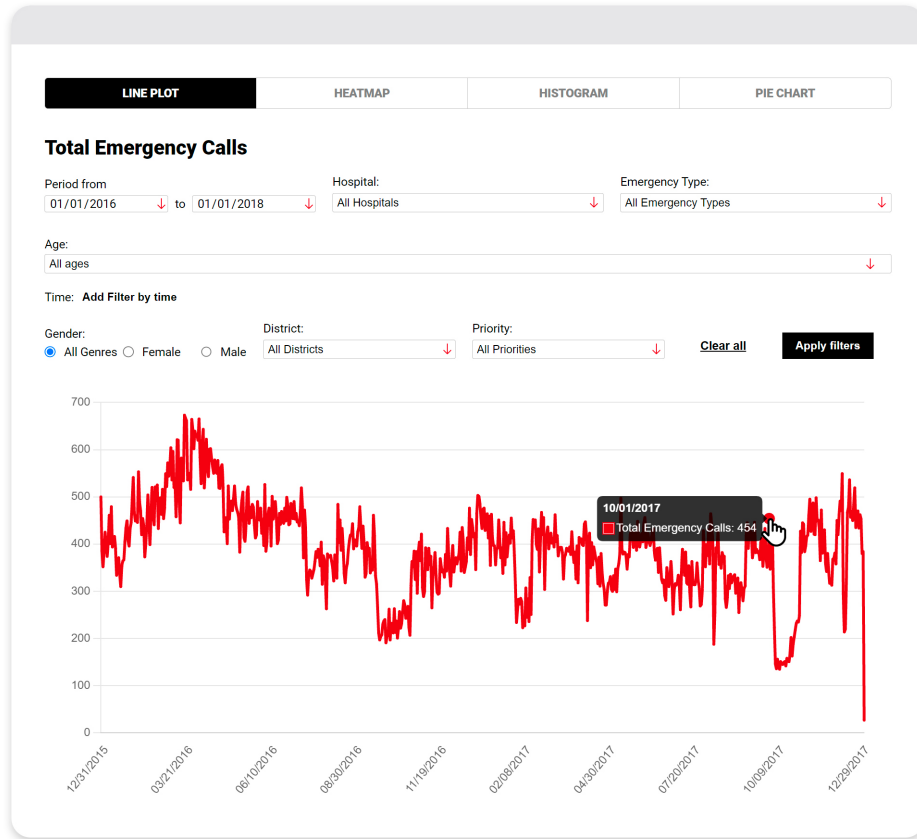 LINE PLOT HEATMAP HISTOGRAM PIE CHART
Total Emergency Calls
Period from Hospital: Emergency Type:
01/01/2016 to 01/01/2018 All Hospitals All Emergency Types
Age:
All ages
Time: Add Filter by time
Gender: District: Priority:
All Genres Female Male All Districts All Priorities Clear all Apply filters
700
600
500
400
300
200
100
0
10/01/2017
Total Emergency Calls: 454
12/31/2015 03/21/2016 06/10/2016 08/30/2016 11/19/2016 02/08/2017 04/30/2017 07/20/2017 10/09/2017 12/29/2017